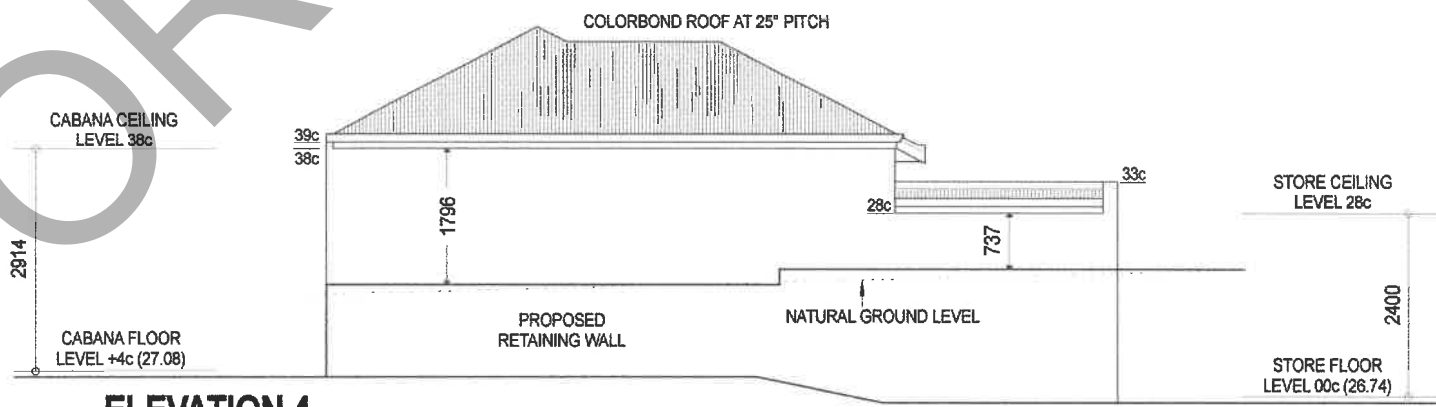 COLORBOND ROOF AT 25° PITCH
CABANA CEILING
LEVEL 38c
39c
38c
33c
28c
STORE CEILING
LEVEL 28c
2914
1796
737
2400
PROPOSED
RETAINING WALL
NATURAL GROUND LEVEL
CABANA FLOOR
LEVEL +4c (27.08)
STORE FLOOR
LEVEL 00c (26.74)
ELEVATION 4